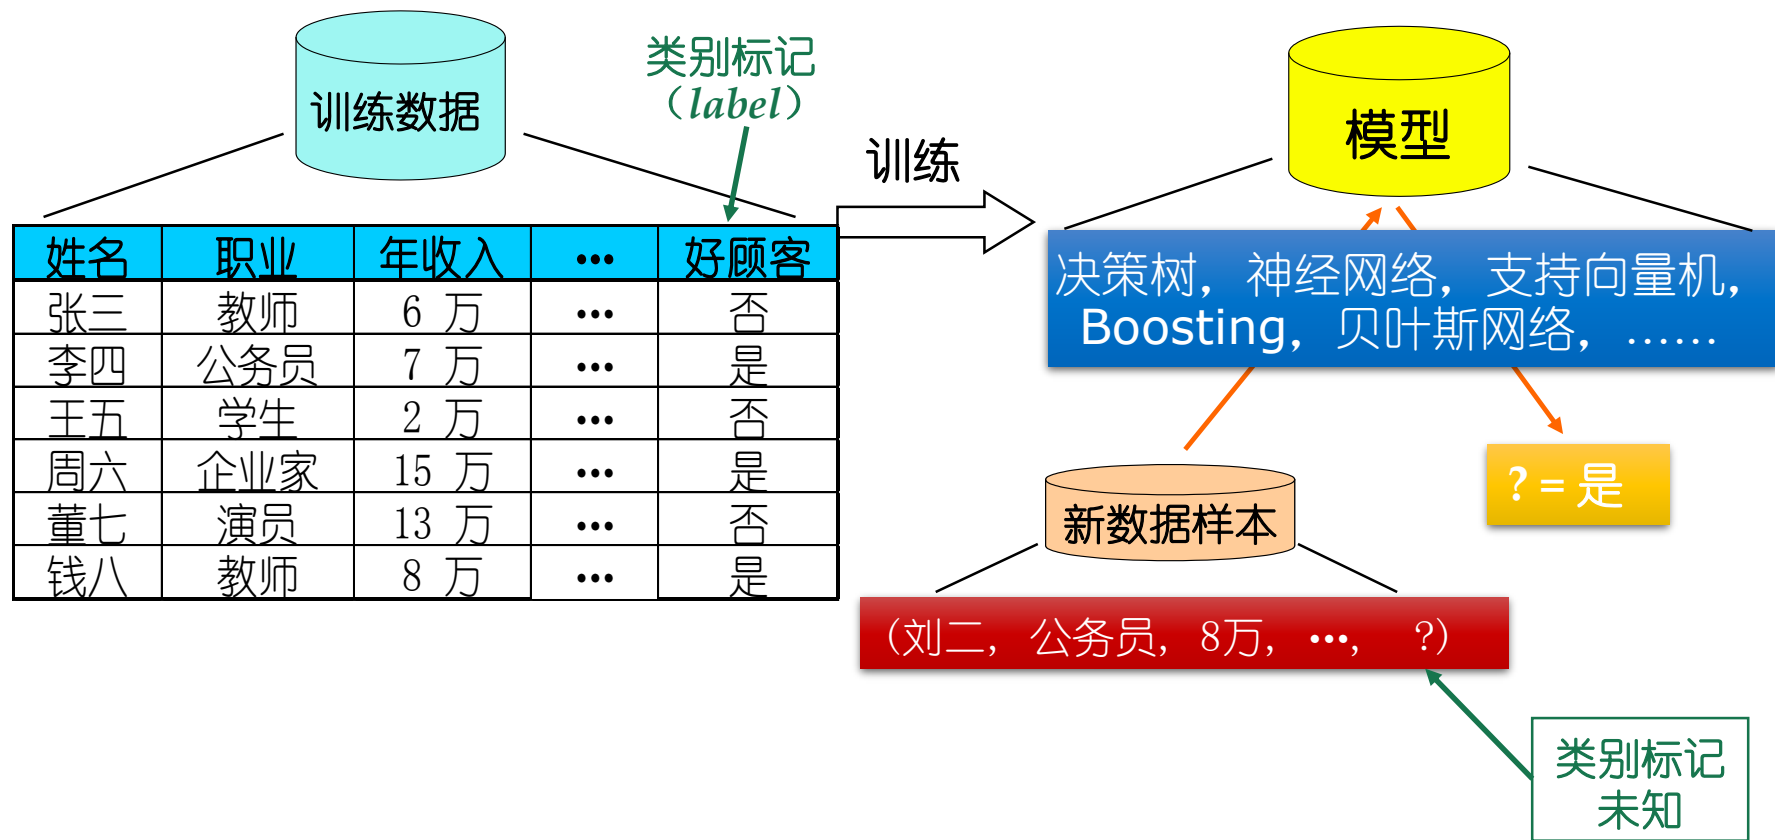 训练数据
类别标记
（label）
训练
模型
姓名 职业 年收入 ... 好顾客
张三 教师 6 万 ... 否
李四 公务员 7 万 ... 是
王五 学生 2 万 ... 否
周六 企业家 15 万 ... 是
董七 演员 13 万 ... 否
钱八 教师 8 万 ... 是
决策树，神经网络，支持向量机，
Boosting，贝叶斯网络，……
? = 是
新数据样本
（刘二，公务员，8万，...， ?）
类别标记
未知